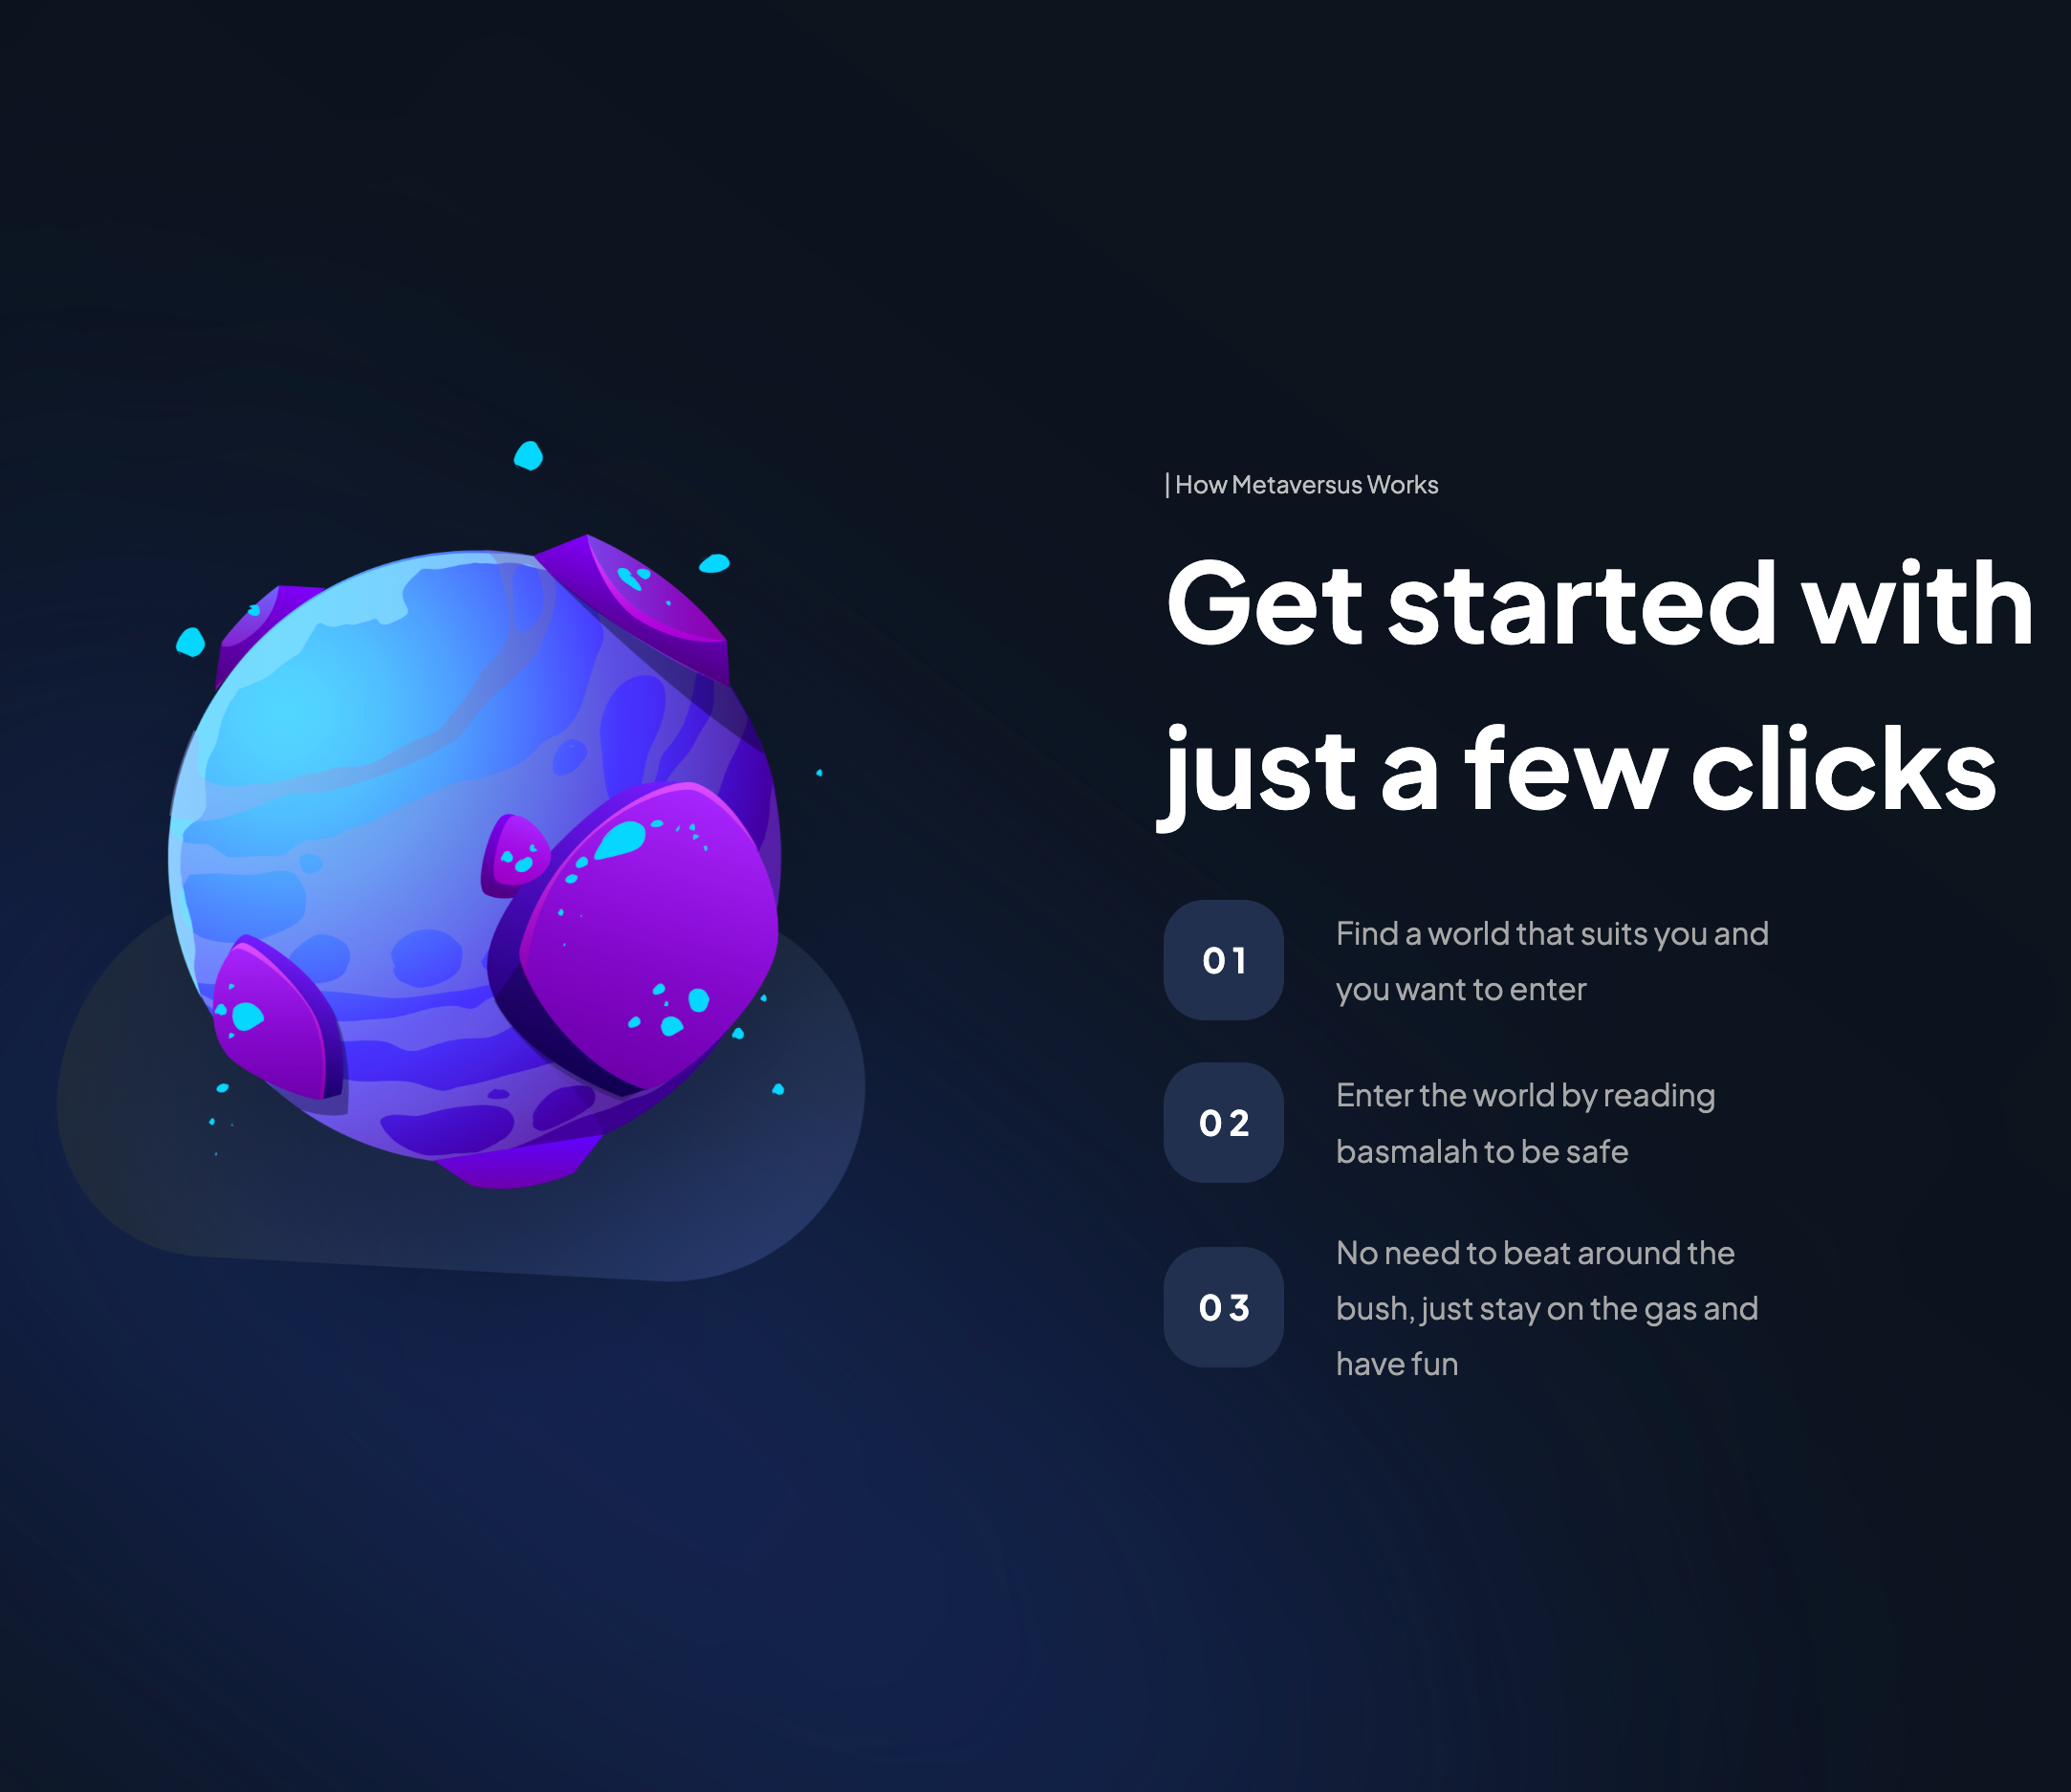 | How Metaversus Works
Get started with
just a few clicks
01
Find a world that suits you and
you want to enter
02
Enter the world by reading
basmalah to be safe
03
No need to beat around the
bush, just stay on the gas and
have fun